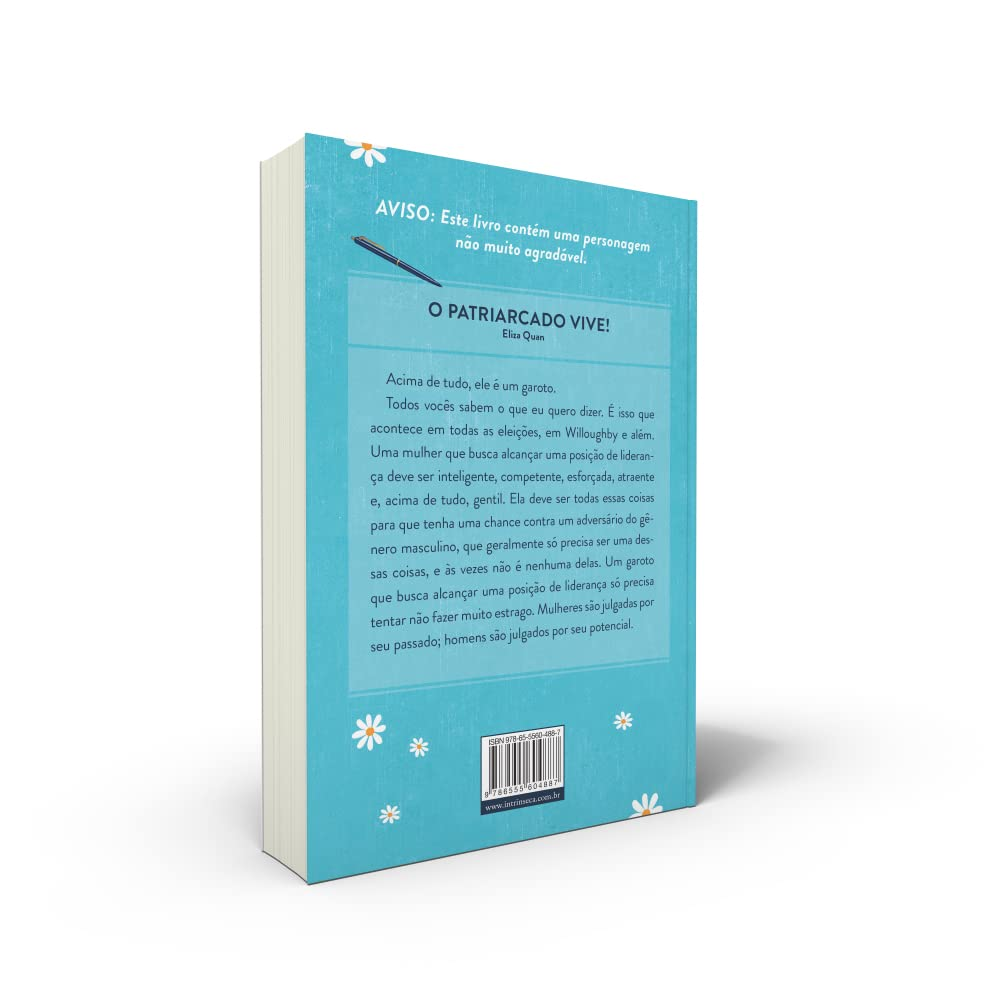 AVISO: Este livro contém uma personagem
não muito agradável.
O PATRIARCADO VIVE!
Eliza Quan
Acima de tudo, ele é um garoto.
Todos vocês sabem o que eu quero dizer. É isso que
acontece em todas as eleições, em Willoughby e além.
Uma mulher que busca alcançar uma posição de lideran-
ça deve ser inteligente, competente, esforçada, atraente
e, acima de tudo, gentil. Ela deve ser todas essas coisas
para que tenha uma chance contra um adversário do gê-
nero masculino, que geralmente só precisa ser uma des-
sas coisas, e às vezes não é nenhuma delas. Um garoto
que busca alcançar uma posição de liderança só precisa
tentar não fazer muito estrago. Mulheres são julgadas por
seu passado; homens são julgados por seu potencial.
ISBN 978-65-5560-488-7
9 786555 604887
www.intrinseca.com.br